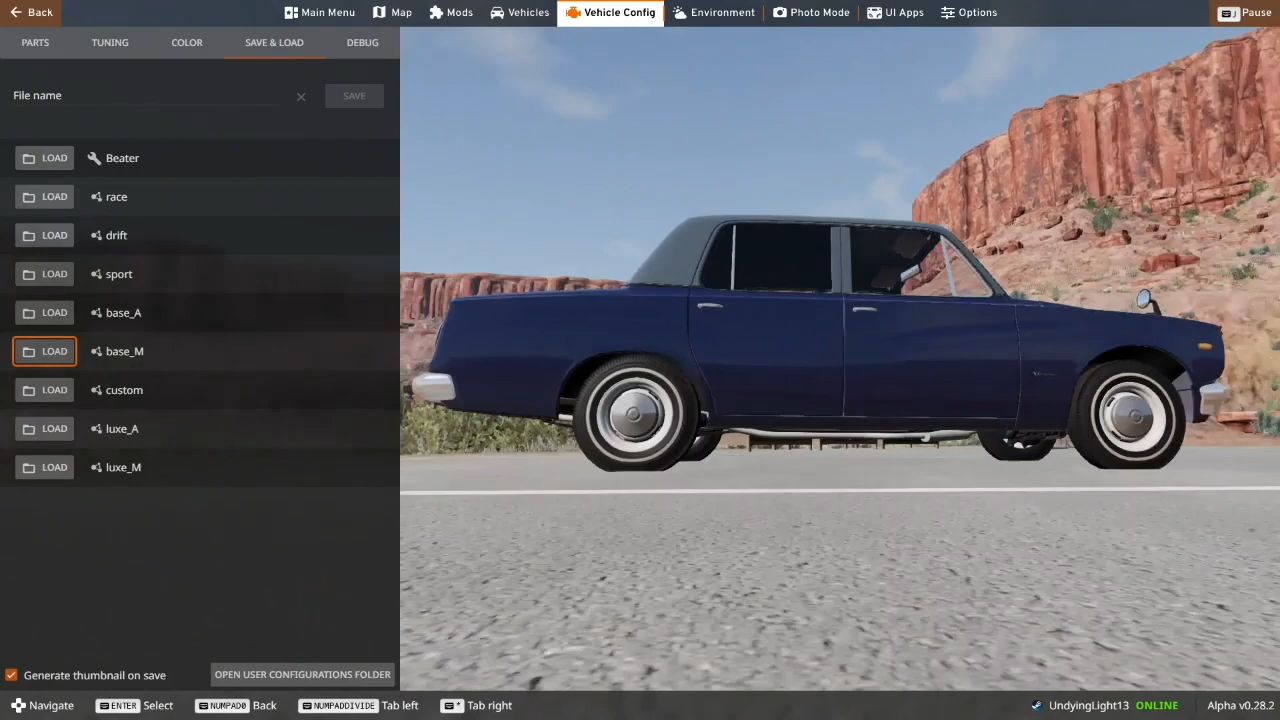 Back
Main Menu
Map
Mods
Vehicles
Vehicle Config
Environment
Photo Mode
UI Apps
Options
J Pause
PARTS
TUNING
COLOR
SAVE & LOAD
DEBUG
File name
SAVE
LOAD Beater
LOAD race
LOAD drift
LOAD sport
LOAD base_A
LOAD base_M
LOAD custom
LOAD luxe_A
LOAD luxe_M
Generate thumbnail on save
OPEN USER CONFIGURATIONS FOLDER
Navigate
ENTER Select
NUMPAD0 Back
NUMPADDIVIDE Tab left
* Tab right
UndyingLight13 ONLINE
Alpha v0.28.2